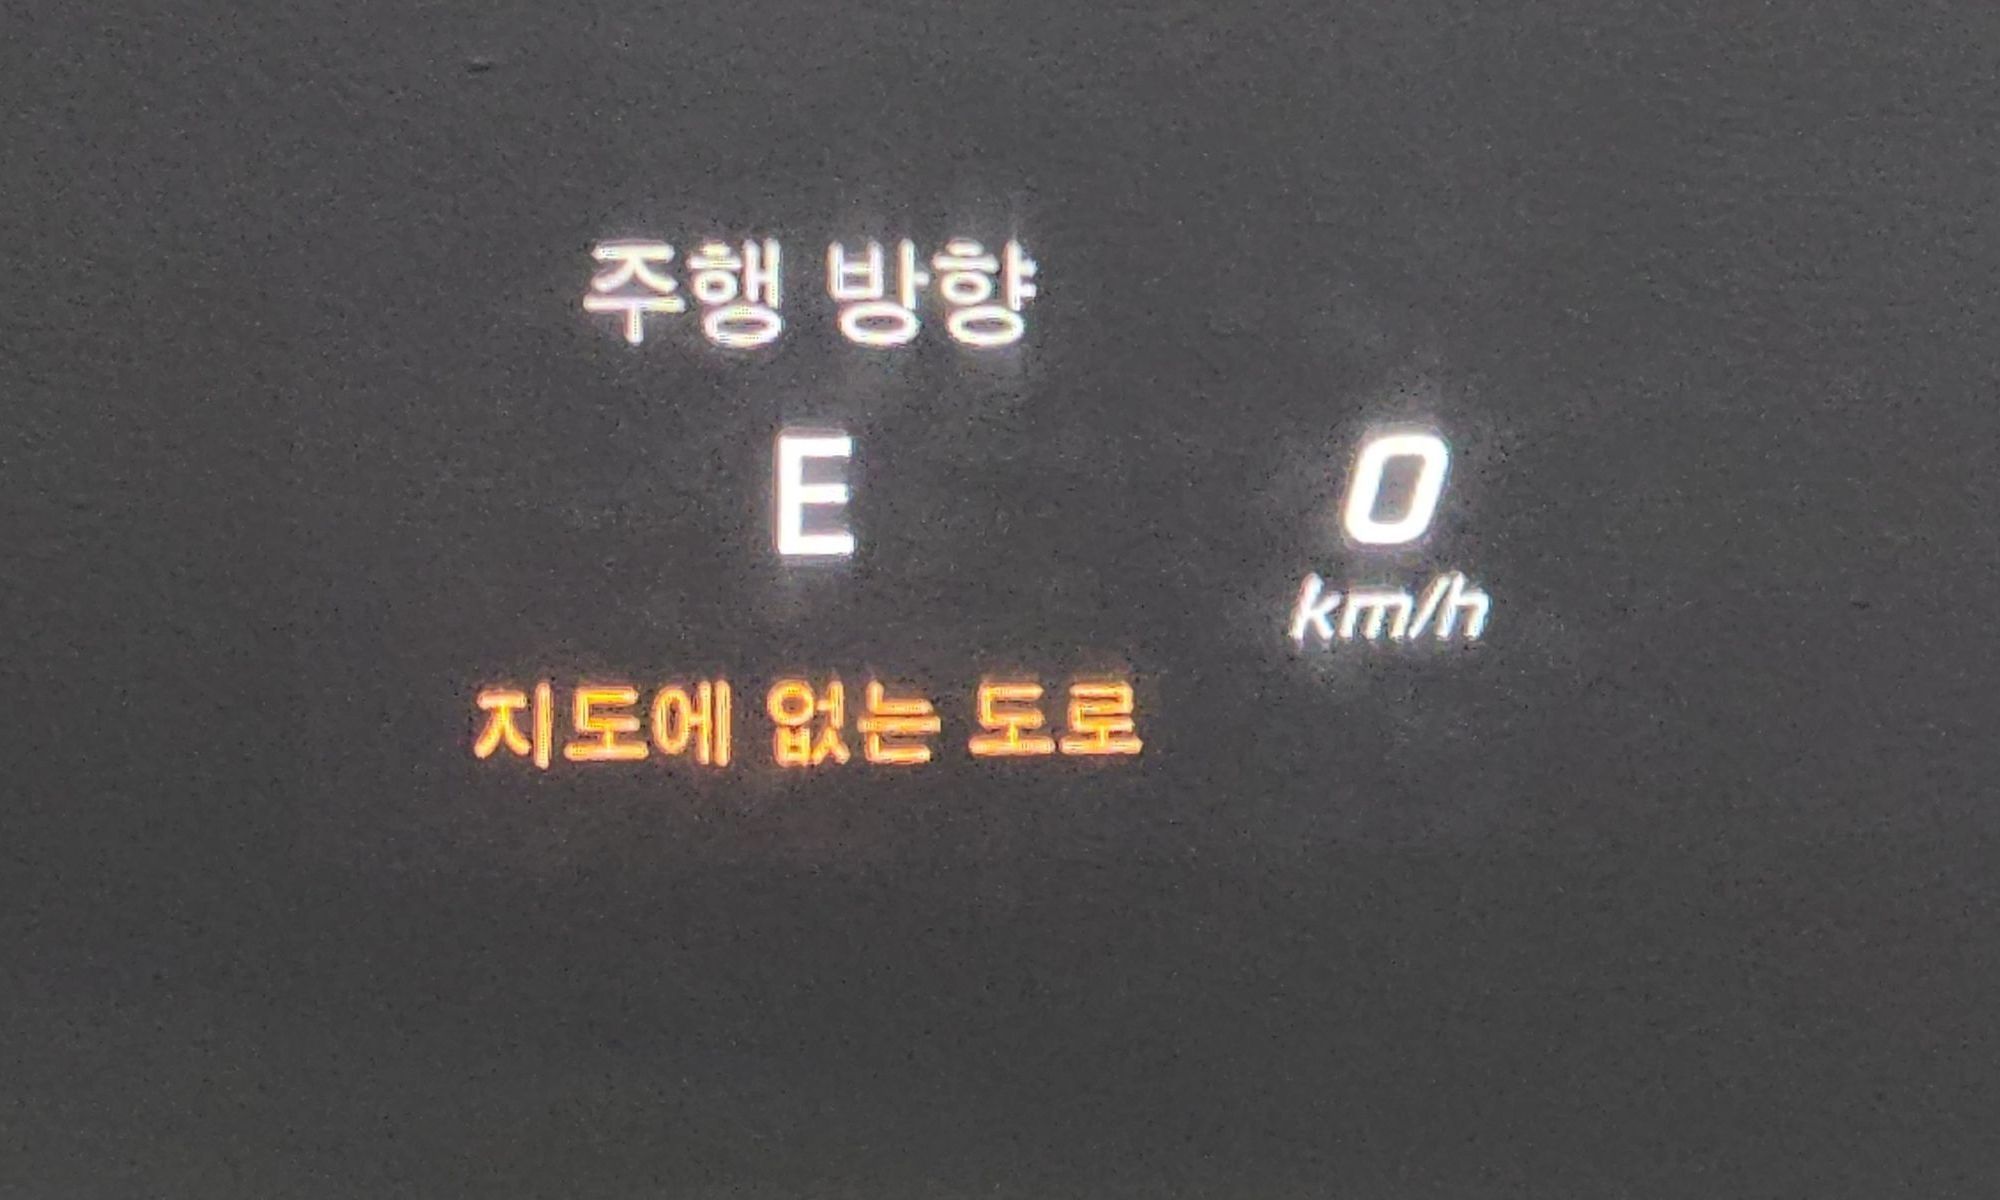 주행 방향
E
0
km/h
지도에 없는 도로